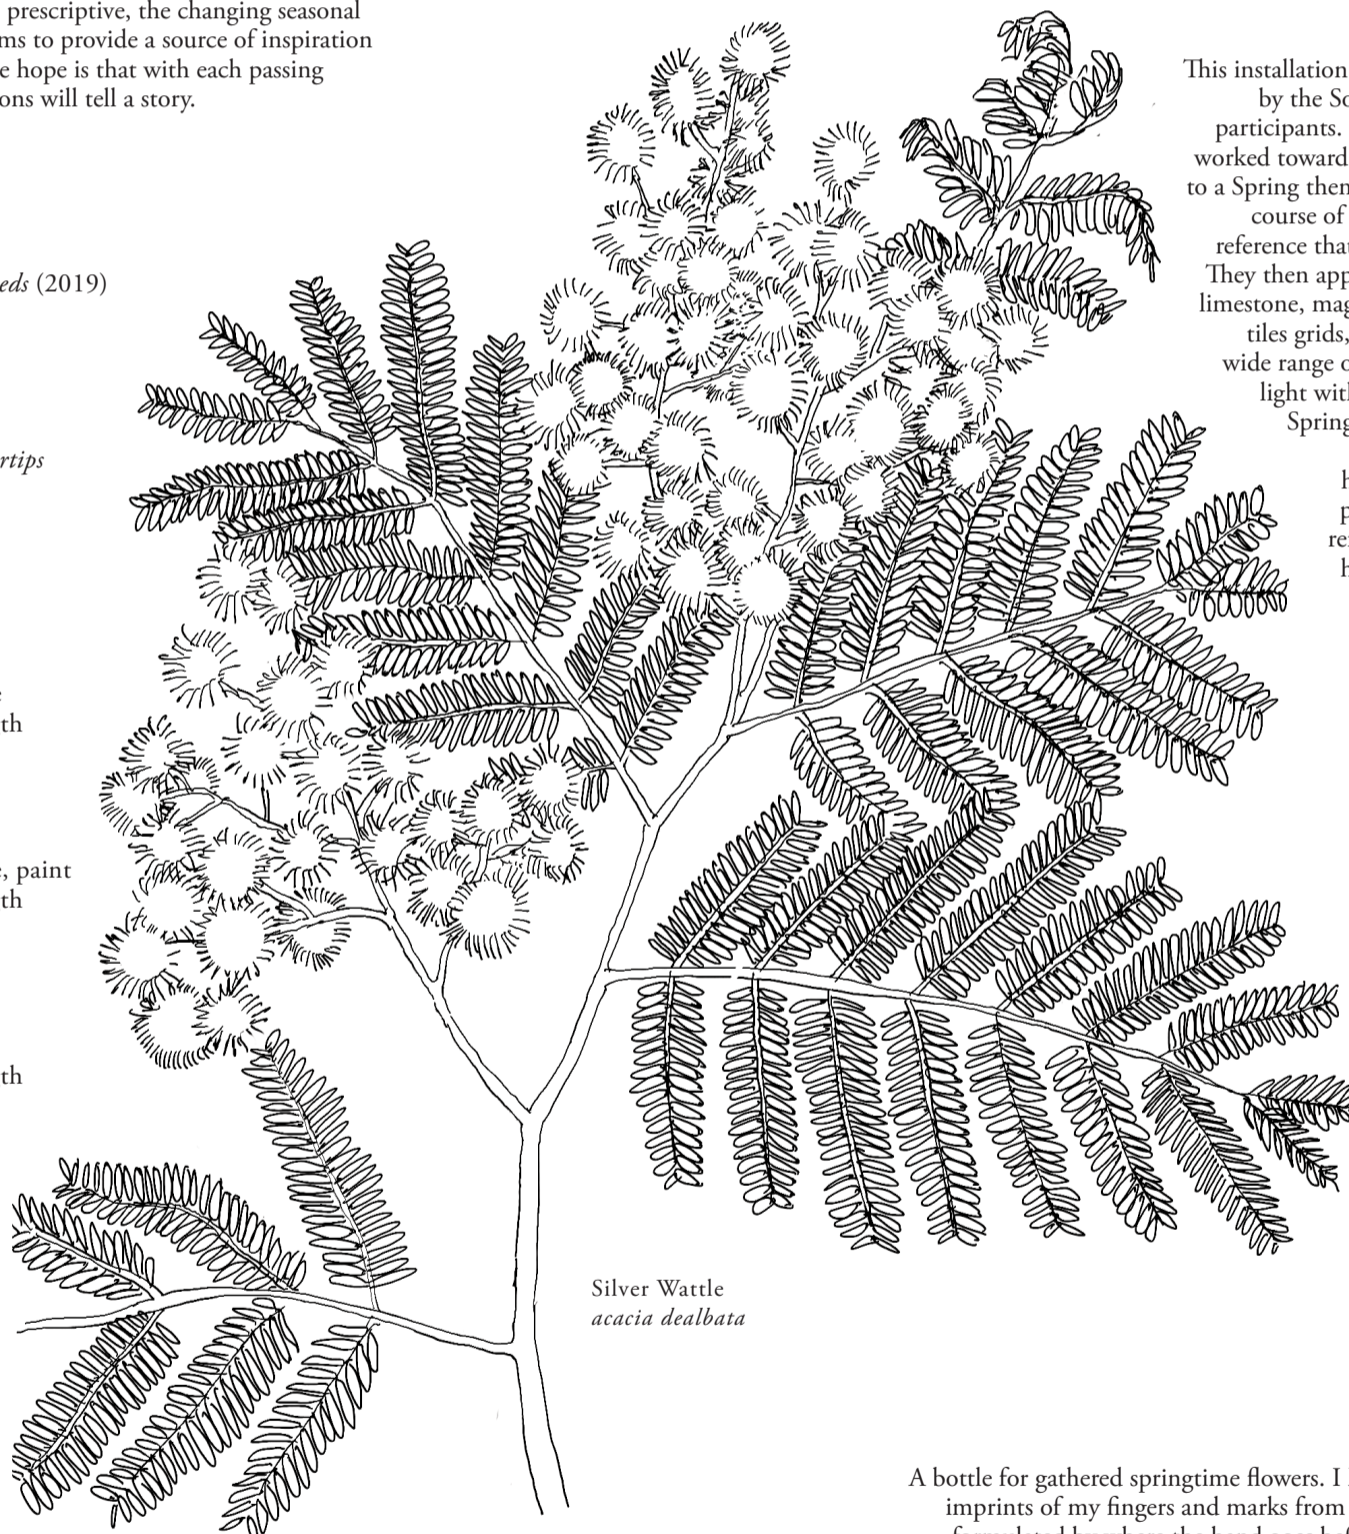 prescriptive, the changing seasonal
ms to provide a source of inspiration
e hope is that with each passing
ons will tell a story.
eds (2019)
rtips
th
, paint
th
th
This installation
by the So
participants.
worked toward
to a Spring then
course of
reference that
They then app
limestone, mag
tiles grids,
wide range o
light with
Spring
h
p
re
h
Silver Wattle
acacia dealbata
A bottle for gathered springtime flowers. I
imprints of my fingers and marks from